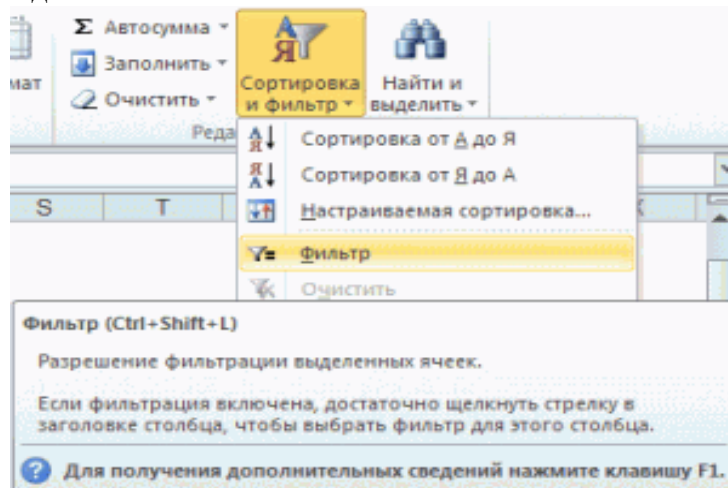 Автосумма
Заполнить
Очистить
Сортировка
и фильтр
Найти и
выделить
мат
Реда
Сортировка от А до Я
Сортировка от Я до А
Настраиваемая сортировка...
S T
Фильтр
Очистить
Фильтр (Ctrl+Shift+L)
Разрешение фильтрации выделенных ячеек.
Если фильтрация включена, достаточно щелкнуть стрелку в
заголовке столбца, чтобы выбрать фильтр для этого столбца.
Для получения дополнительных сведений нажмите клавишу F1.